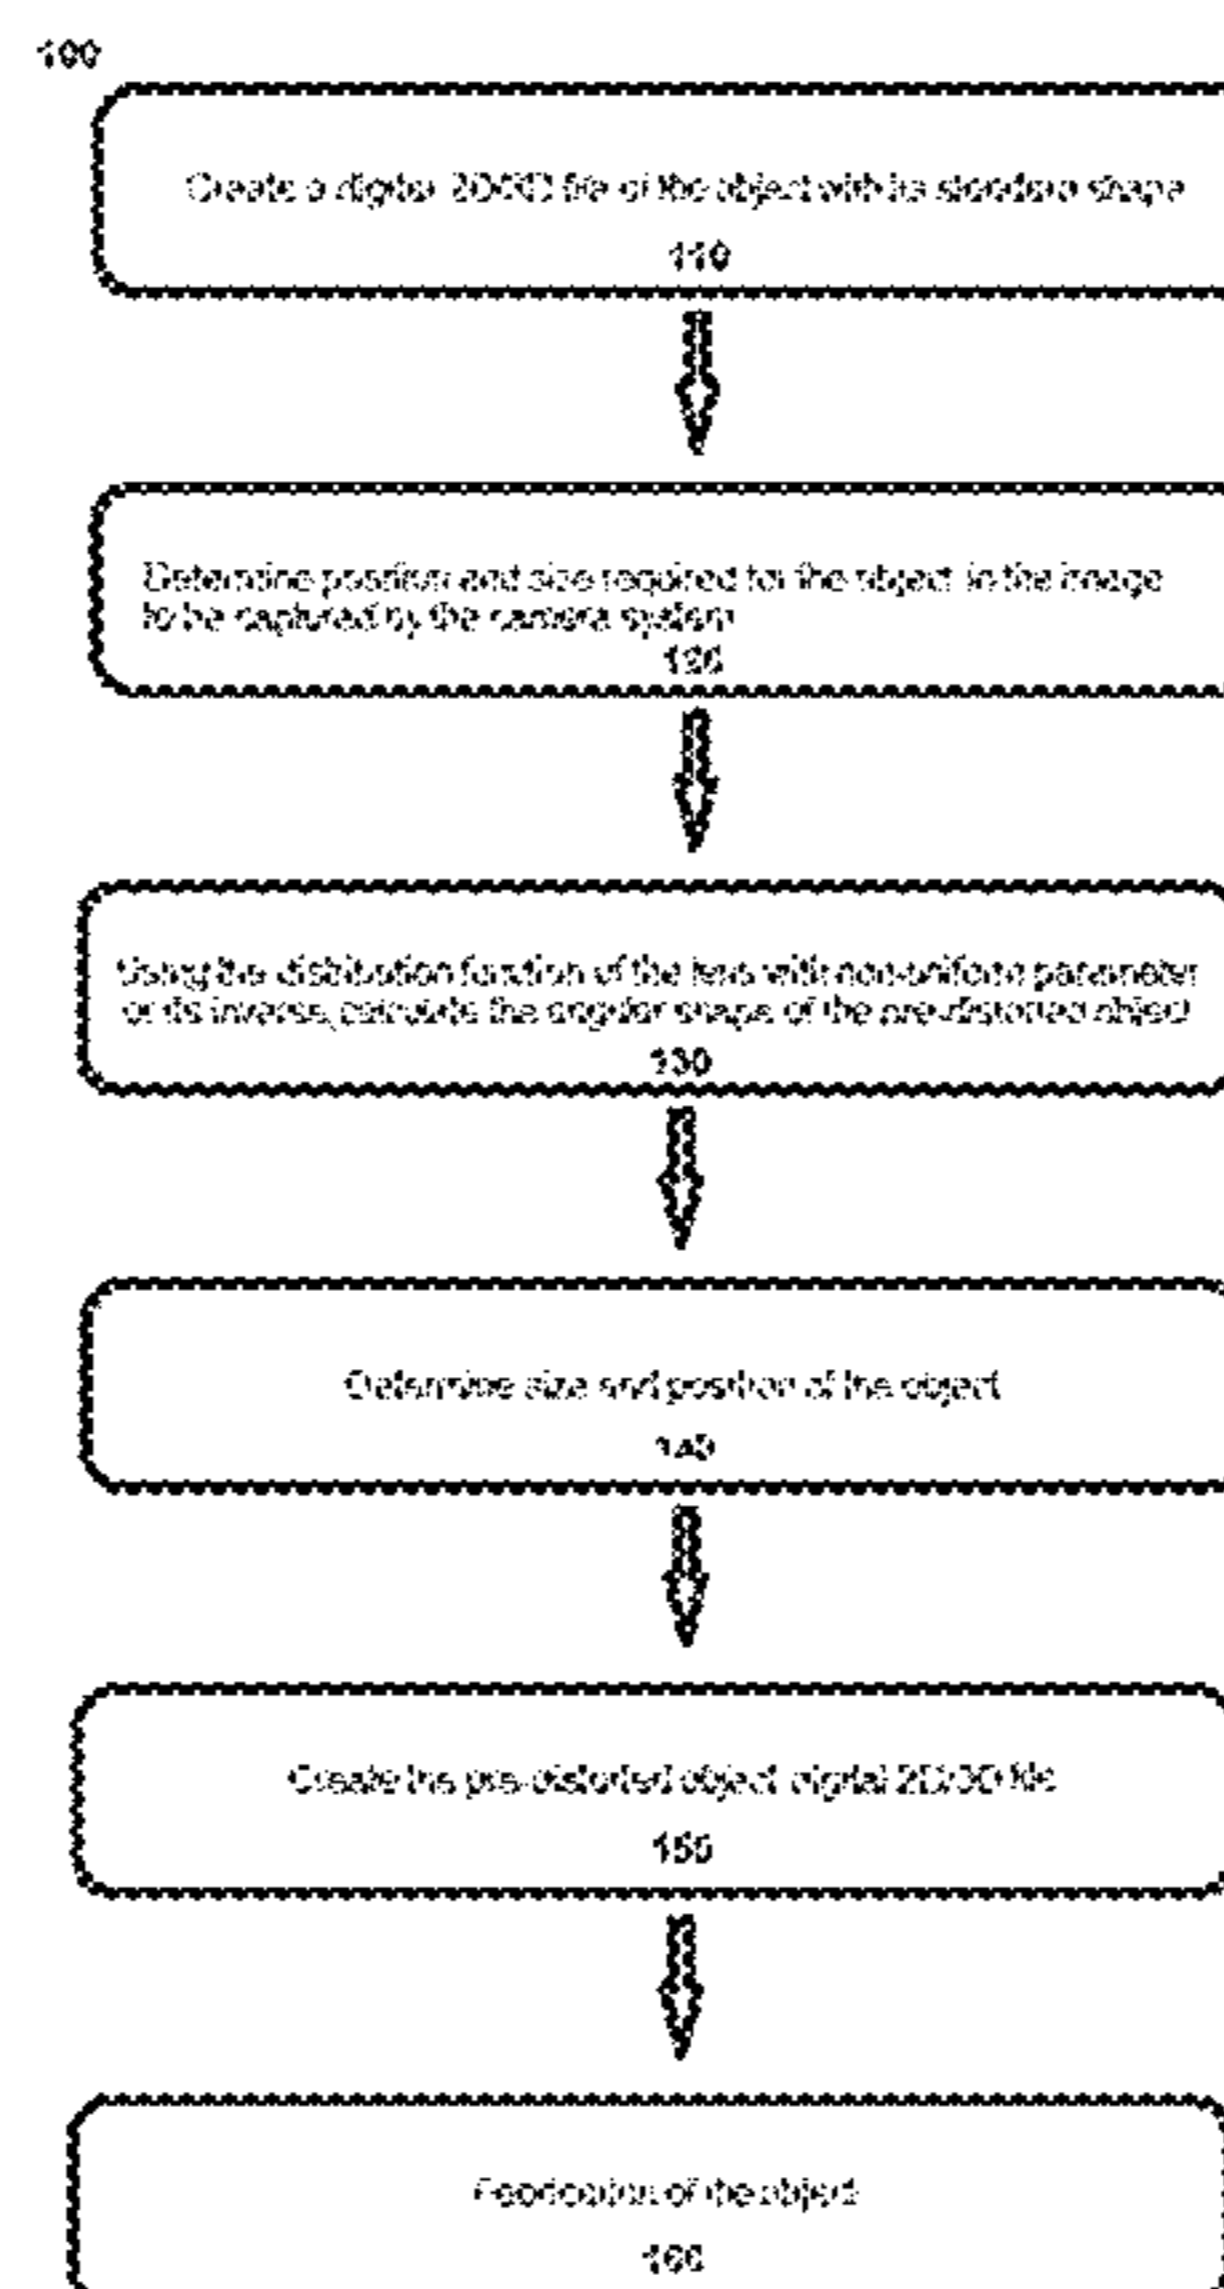 100
Create a digital 2D/3D file of the object with its standard shape
110
Determine position and size required for the object in the image
to be captured by the camera system
120
Using the distribution function of the lens with non-uniform parameter
or its inverse, calculate the angular shape of the pre-distorted object
130
Determine size and position of the object
140
Create the pre-distorted object digital 2D/3D file
150
Fabrication of the object
160